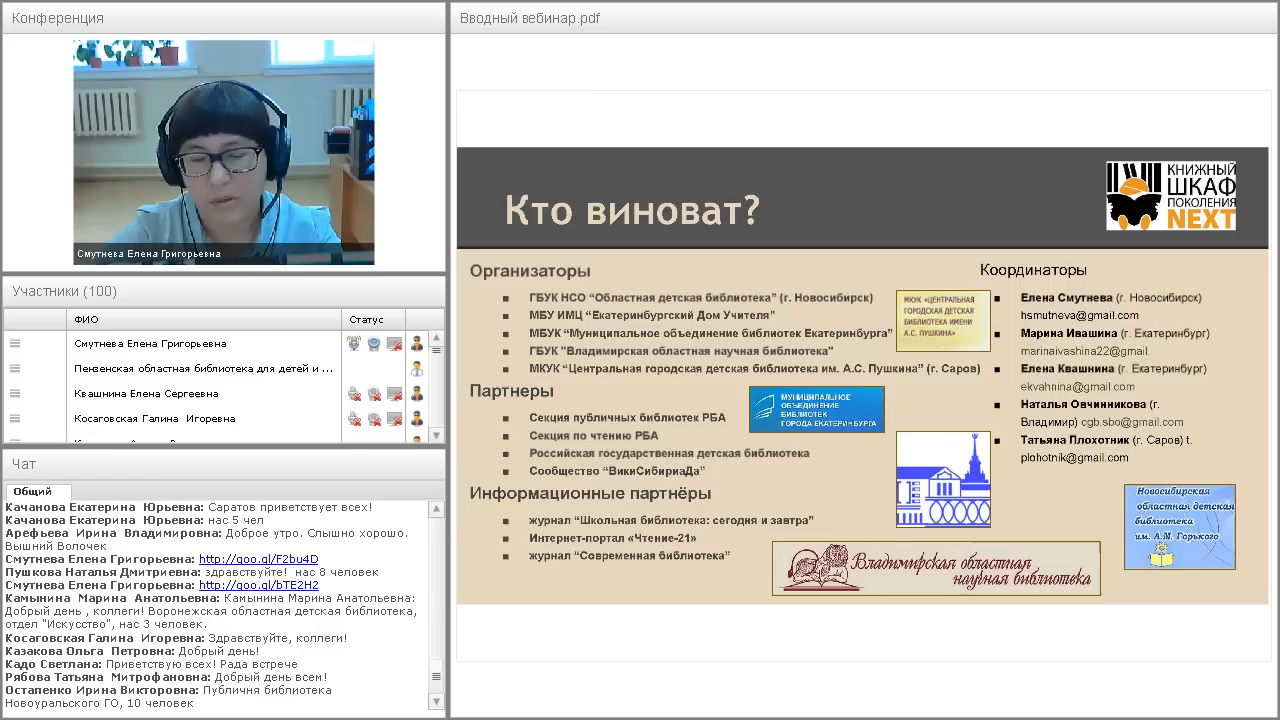 Конференция
Смутнева Елена Григорьевна
Участники (100)
ФИО Статус
Смутнева Елена Григорьевна
Пензенская областная библиотека для детей и ...
Квашнина Елена Сергеевна
Косаговская Галина Игоревна
Чат
Общий
Качанова Екатерина Юрьевна: Саратов приветствует всех!
Качанова Екатерина Юрьевна: нас 5 чел
Арефьева Ирина Владимировна: Доброе утро. Слышно хорошо.
Вышний Волочек
Смутнева Елена Григорьевна: http://goo.gl/F2bu4D
Пушкова Наталья Дмитриевна: здравствуйте! нас 8 человек
Смутнева Елена Григорьевна: http://goo.gl/bTE2H2
Камынина Марина Анатольевна: Камынина Марина Анатольевна:
Добрый день , коллеги! Воронежская областная детская библиотека,
отдел "Искусство", нас 3 человек.
Косаговская Галина Игоревна: Здравствуйте, коллеги!
Казакова Ольга Петровна: Добрый день!
Кадо Светлана: Приветствую всех! Рада встрече
Рябова Татьяна Митрофановна: Добрый день всем!
Остапенко Ирина Викторовна: Публичня библиотека
Новоуральского ГО, 10 человек
Вводный вебинар.pdf
Кто виноват?
КНИЖНЫЙ
ШКАФ
ПОКОЛЕНИЯ
NEXT
Организаторы
ГБУК НСО “Областная детская библиотека” (г. Новосибирск)
МБУ ИМЦ “Екатеринбургский Дом Учителя”
МБУК “Муниципальное объединение библиотек Екатеринбурга”
ГБУК "Владимирская областная научная библиотека"
МКУК “Центральная городская детская библиотека им. А.С. Пушкина” (г. Саров)
МКУК «ЦЕНТРАЛЬНАЯ
ГОРОДСКАЯ ДЕТСКАЯ
БИБЛИОТЕКА ИМЕНИ
А.С. ПУШКИНА»
Партнеры
Секция публичных библиотек РБА
Секция по чтению РБА
Российская государственная детская библиотека
Сообщество “ВикиСибириаДа”
МУНИЦИПАЛЬНОЕ
ОБЪЕДИНЕНИЕ
БИБЛИОТЕК
ГОРОДА ЕКАТЕРИНБУРГА
Информационные партнёры
журнал “Школьная библиотека: сегодня и завтра”
Интернет-портал «Чтение-21»
журнал “Современная библиотека”
Владимирская областная
научная библиотека
Координаторы
Елена Смутнева (г. Новосибирск)
hsmutneva@gmail.com
Марина Ивашина (г. Екатеринбург)
marinaivashina22@gmail.
Елена Квашнина (г. Екатеринбург)
ekvahnina@gmail.com
Наталья Овчинникова (г.
Владимир) cgb.sbo@gmail.com
Татьяна Плохотник (г. Саров) t.
plohotnik@gmail.com
Новосибирская
областная детская
библиотека
им. А.М. Горького